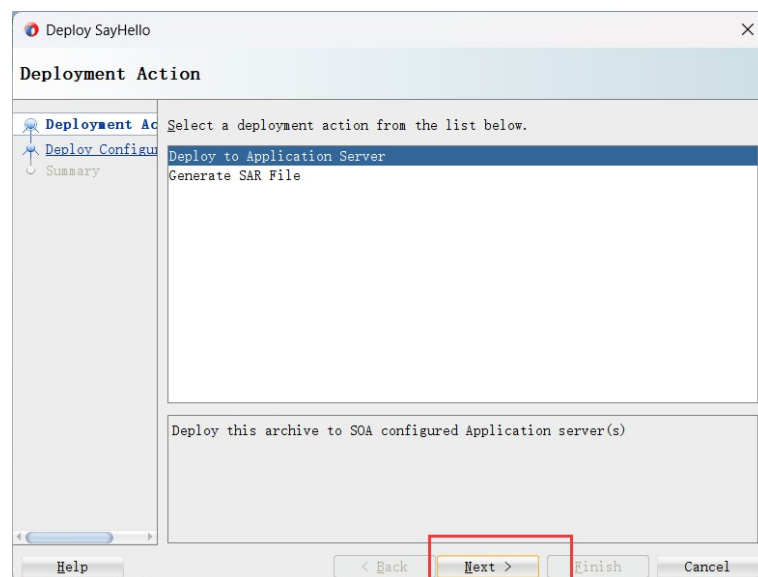 Deploy SayHello
Deployment Action
Deployment Ac
Deploy Configu
Summary
Select a deployment action from the list below.
Deploy to Application Server
Generate SAR File
Deploy this archive to SOA configured Application server(s)
Help
< Back
Next >
Finish
Cancel